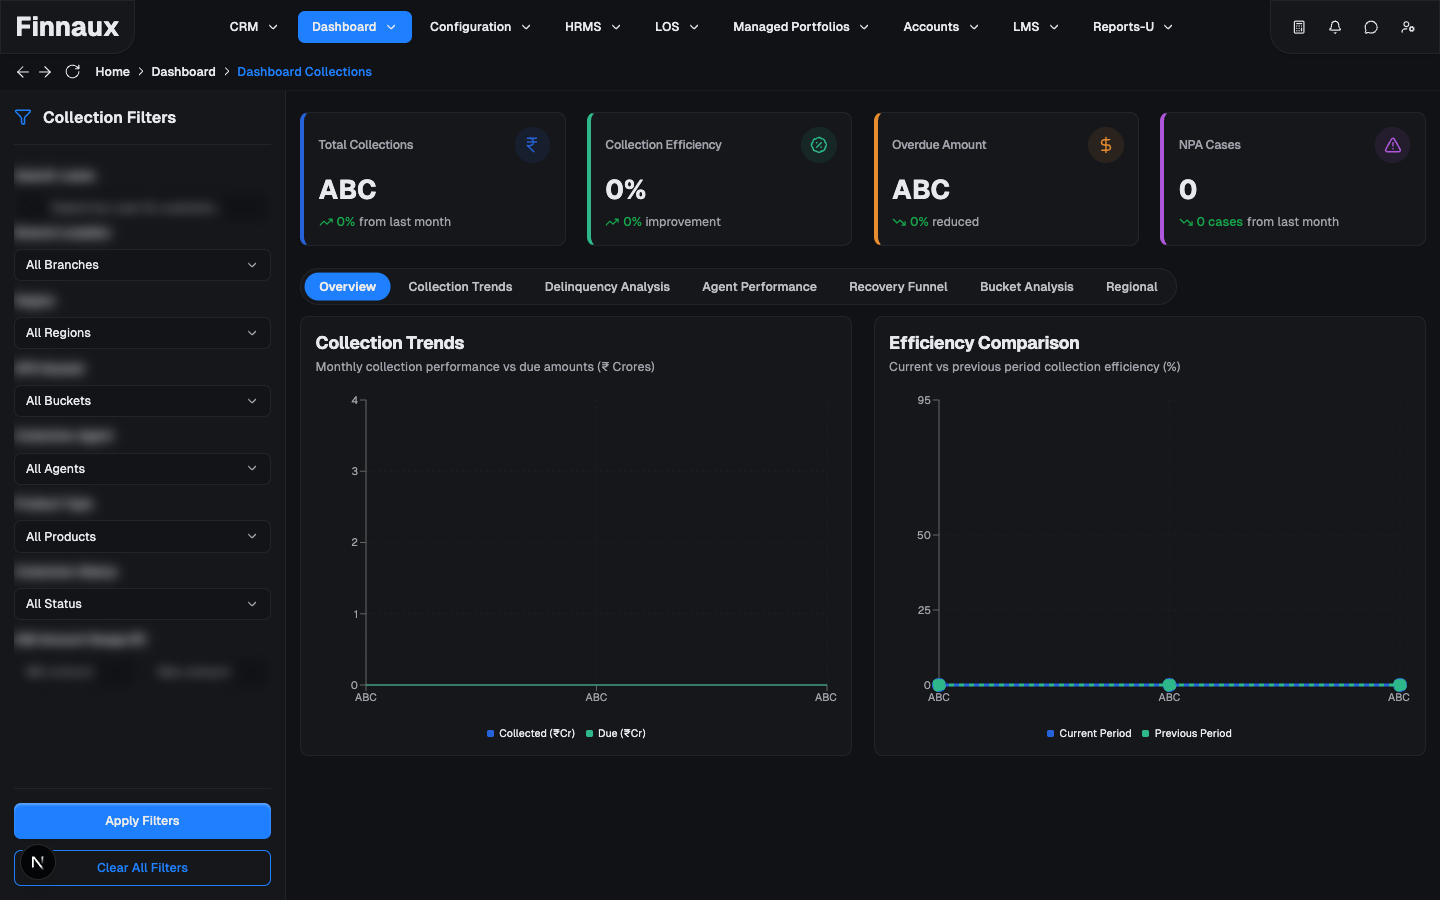 Finnaux
CRM
Dashboard
Configuration
HRMS
LOS
Managed Portfolios
Accounts
LMS
Reports-U
Home > Dashboard > Dashboard Collections
Collection Filters
All Branches
All Regions
All Buckets
All Agents
All Products
All Status
Apply Filters
Clear All Filters
N
Total Collections
₹
ABC
0% from last month
Collection Efficiency
0%
0% improvement
Overdue Amount
$
ABC
0% reduced
NPA Cases
0
0 cases from last month
Overview
Collection Trends
Delinquency Analysis
Agent Performance
Recovery Funnel
Bucket Analysis
Regional
Collection Trends
Monthly collection performance vs due amounts (₹ Crores)
4
3
2
1
0
ABC ABC ABC
Collected (₹Cr) Due (₹Cr)
Efficiency Comparison
Current vs previous period collection efficiency (%)
95
50
25
0
ABC ABC ABC
Current Period Previous Period